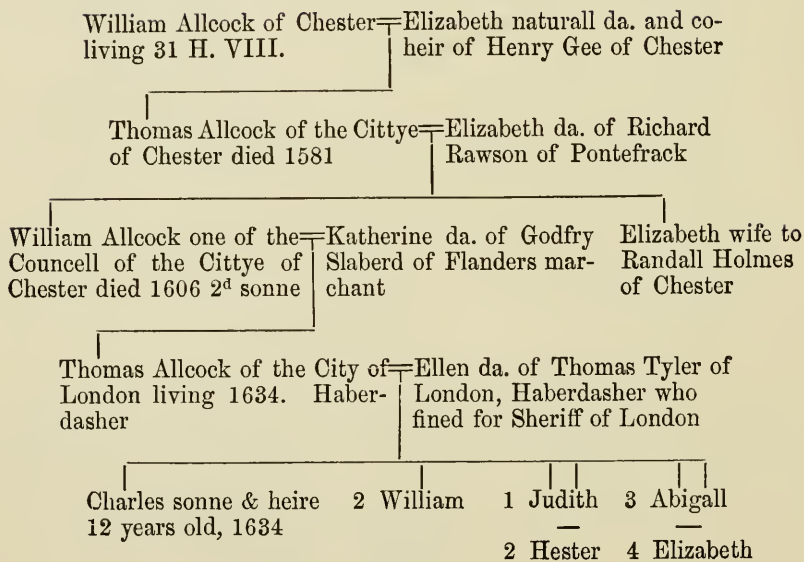 William Allcock of Chester=Elizabeth naturall da. and co-
living 31 H. VIII. heir of Henry Gee of Chester
Thomas Allcock of the Cittye=Elizabeth da. of Richard
of Chester died 1581 Rawson of Pontefrack
William Allcock one of the=Katherine da. of Godfry
Councell of the Cittye of Slaberd of Flanders mar-
Chester died 1606 2d sonne chant
Elizabeth wife to
Randall Holmes
of Chester
Thomas Allcock of the City of=Ellen da. of Thomas Tyler of
London living 1634. Haber- London, Haberdasher who
dasher fined for Sheriff of London
Charles sonne & heire 2 William 1 Judith 3 Abigall
12 years old, 1634
2 Hester 4 Elizabeth